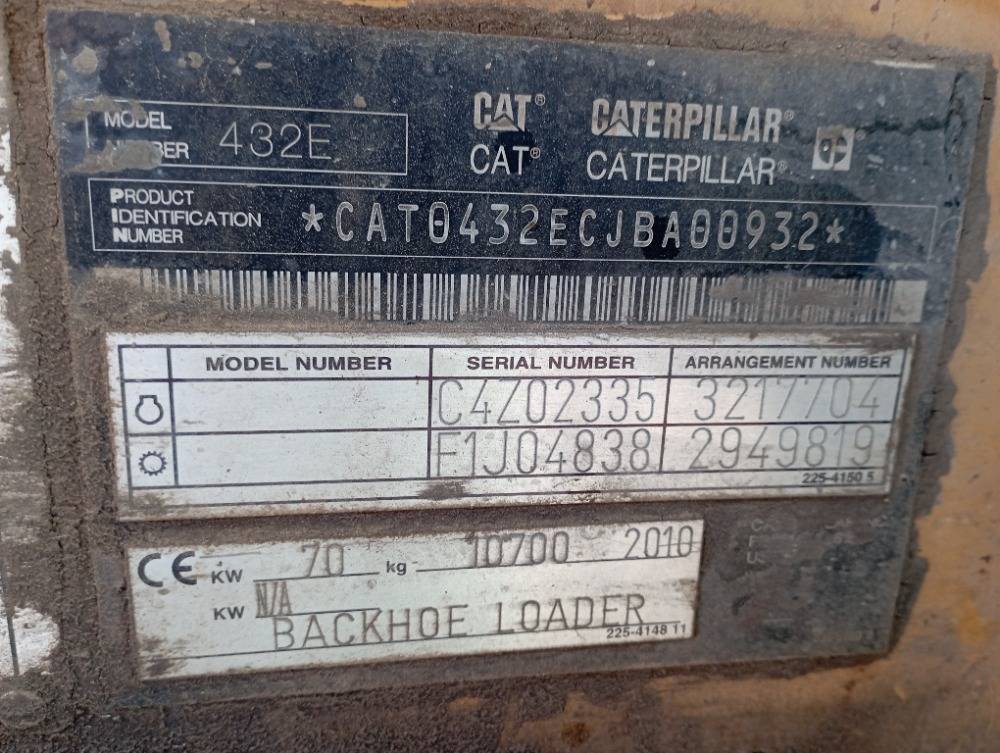 MODEL
NUMBER 432E
CAT® CATERPILLAR®
CAT® CATERPILLAR®
PRODUCT
IDENTIFICATION
NUMBER
*CAT0432ECJBA00932*
MODEL NUMBER SERIAL NUMBER ARRANGEMENT NUMBER
C4Z02335 3217704
F1J04838 2949819
225-4150 5
CE KW 70 kg 10700 2010
KW N/A
BACKHOE LOADER
225-4148 11